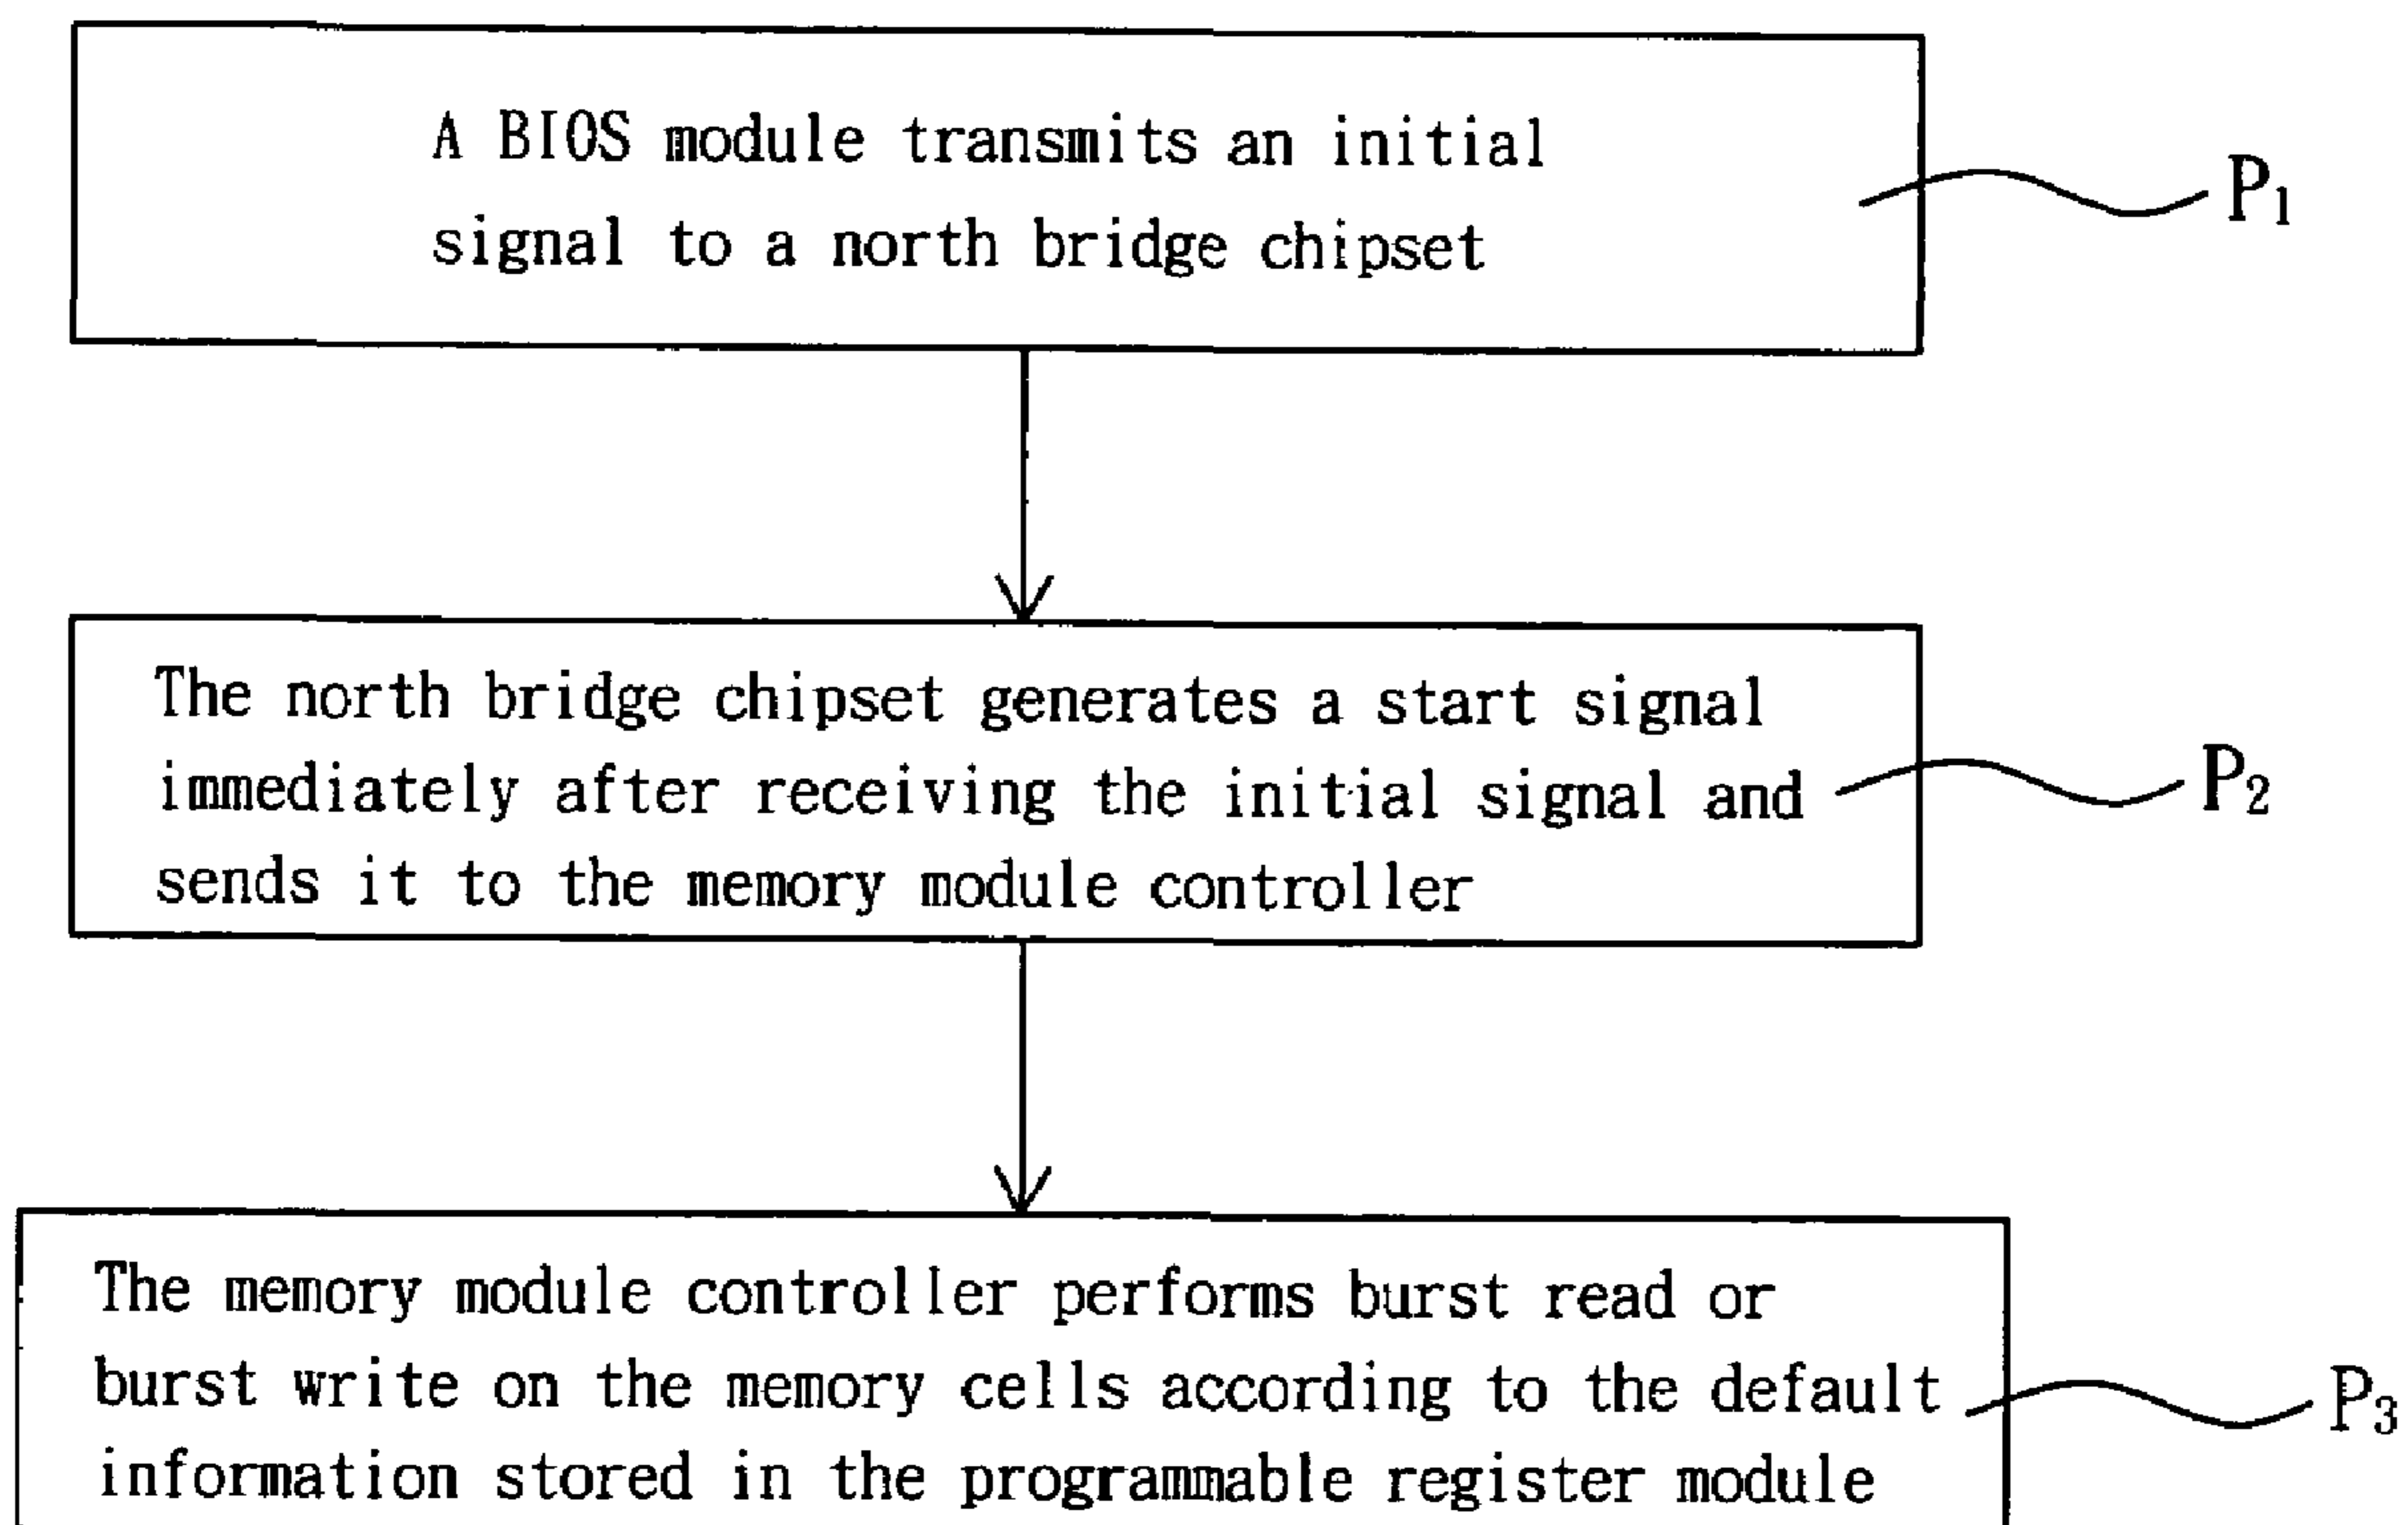 A BIOS module transmits an initial
signal to a north bridge chipset
P1
The north bridge chipset generates a start signal
immediately after receiving the initial signal and
sends it to the memory module controller
P2
The memory module controller performs burst read or
burst write on the memory cells according to the default
information stored in the programmable register module
P3